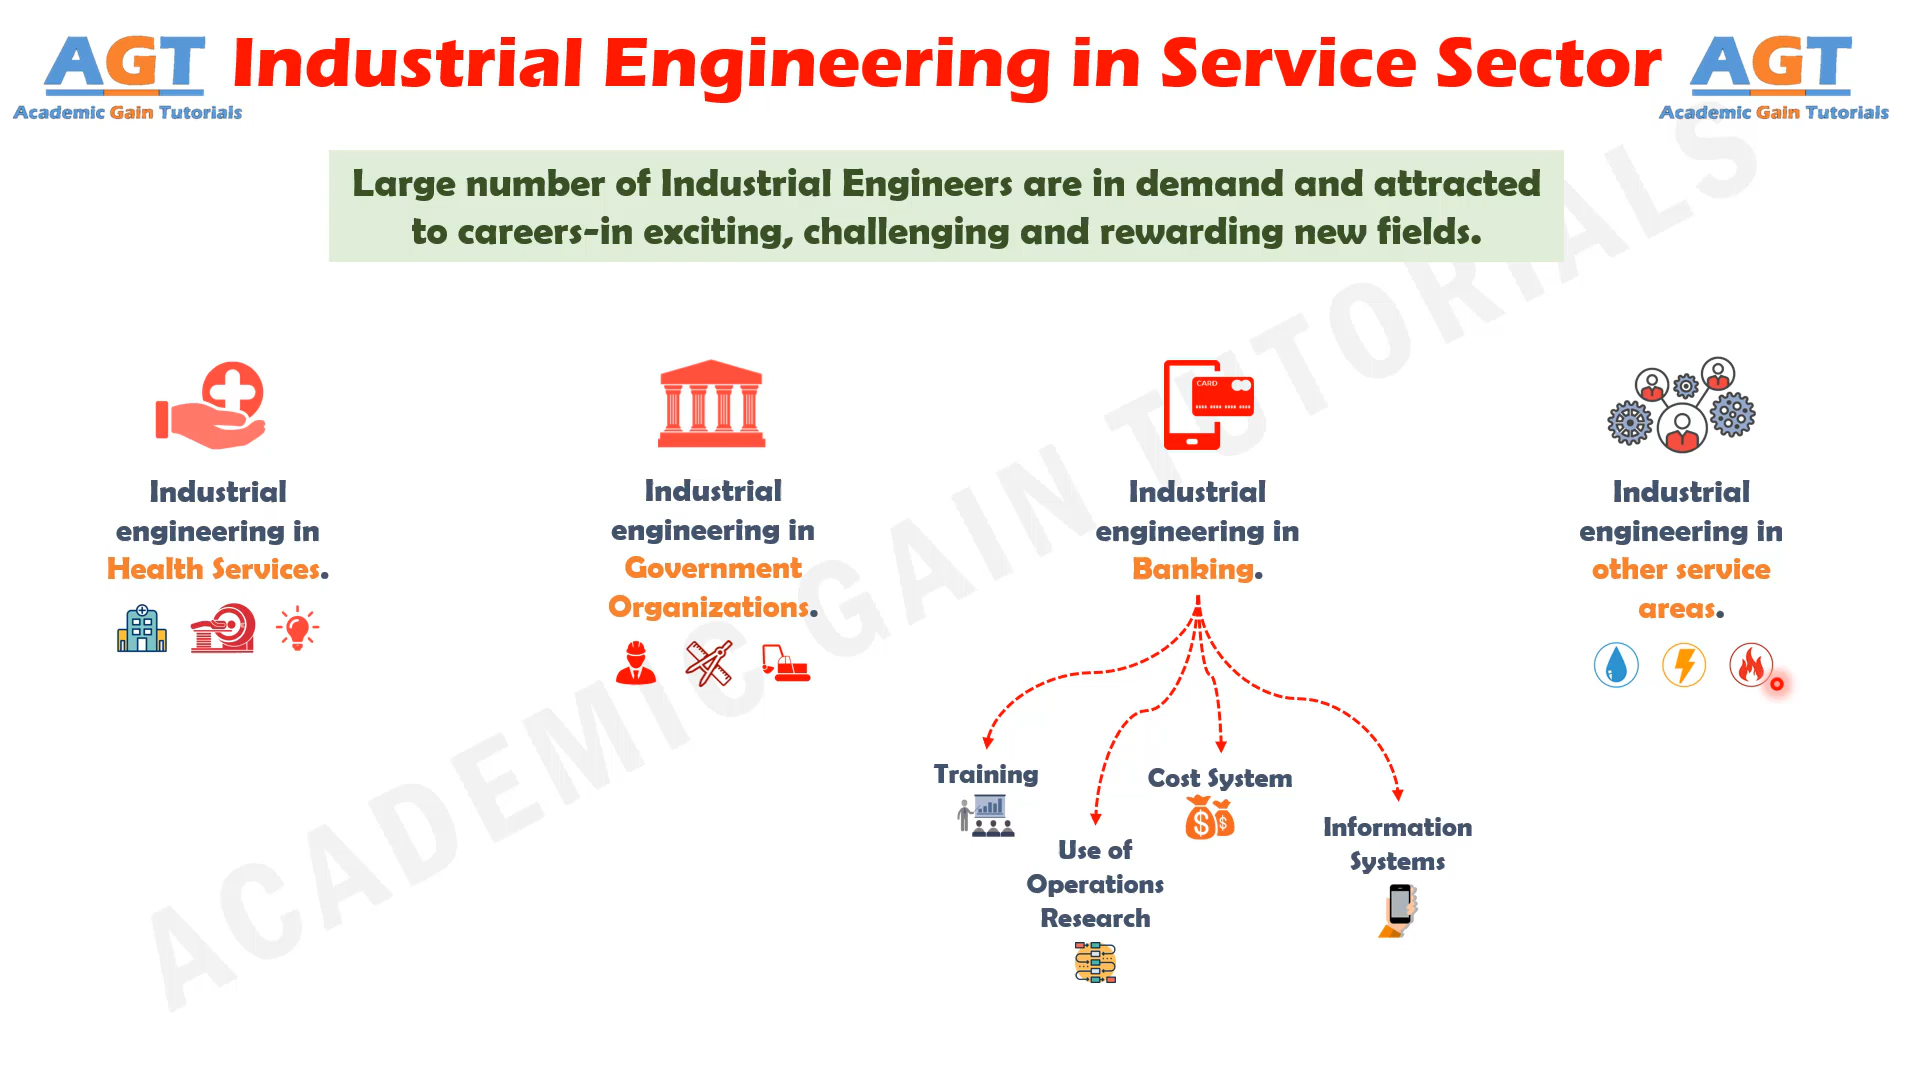 AGT
Academic Gain Tutorials
Industrial Engineering in Service Sector
AGT
Academic Gain Tutorials
Large number of Industrial Engineers are in demand and attracted
to careers-in exciting, challenging and rewarding new fields.
Industrial
engineering in
Health Services.
Industrial
engineering in
Government
Organizations.
CARD
Industrial
engineering in
Banking.
Industrial
engineering in
other service
areas.
Training
Use of
Operations
Research
Cost System
$ $
Information
Systems
ACADEMIC GAIN TUTORIALS